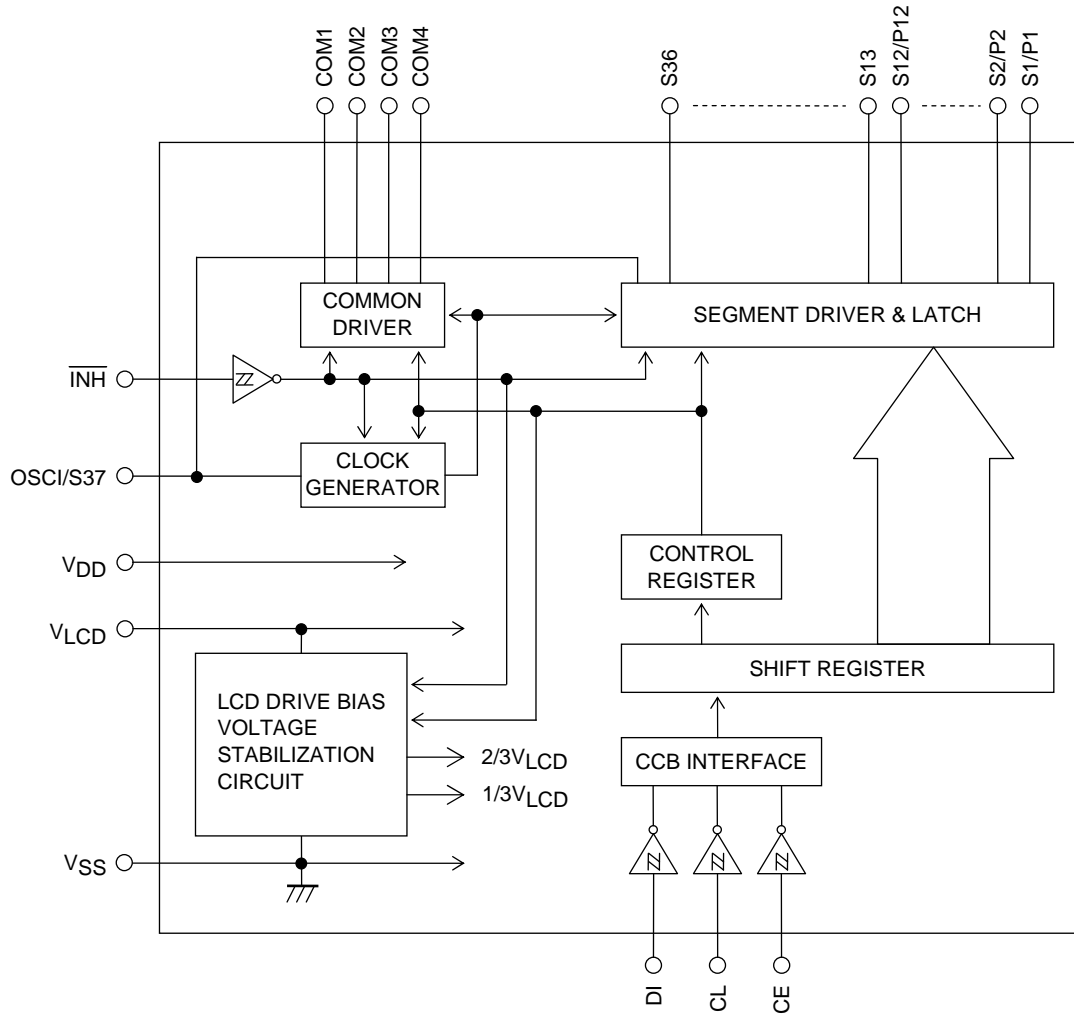 COM1
COM2
COM3
COM4
S36
S13
S12/P12
S2/P2
S1/P1
COMMON
DRIVER
SEGMENT DRIVER & LATCH
INH
CLOCK
GENERATOR
OSCI/S37
CONTROL
REGISTER
VDD
VLCD
SHIFT REGISTER
LCD DRIVE BIAS
VOLTAGE
STABILIZATION
CIRCUIT
2/3VLCD
1/3VLCD
CCB INTERFACE
VSS
DI
CL
CE